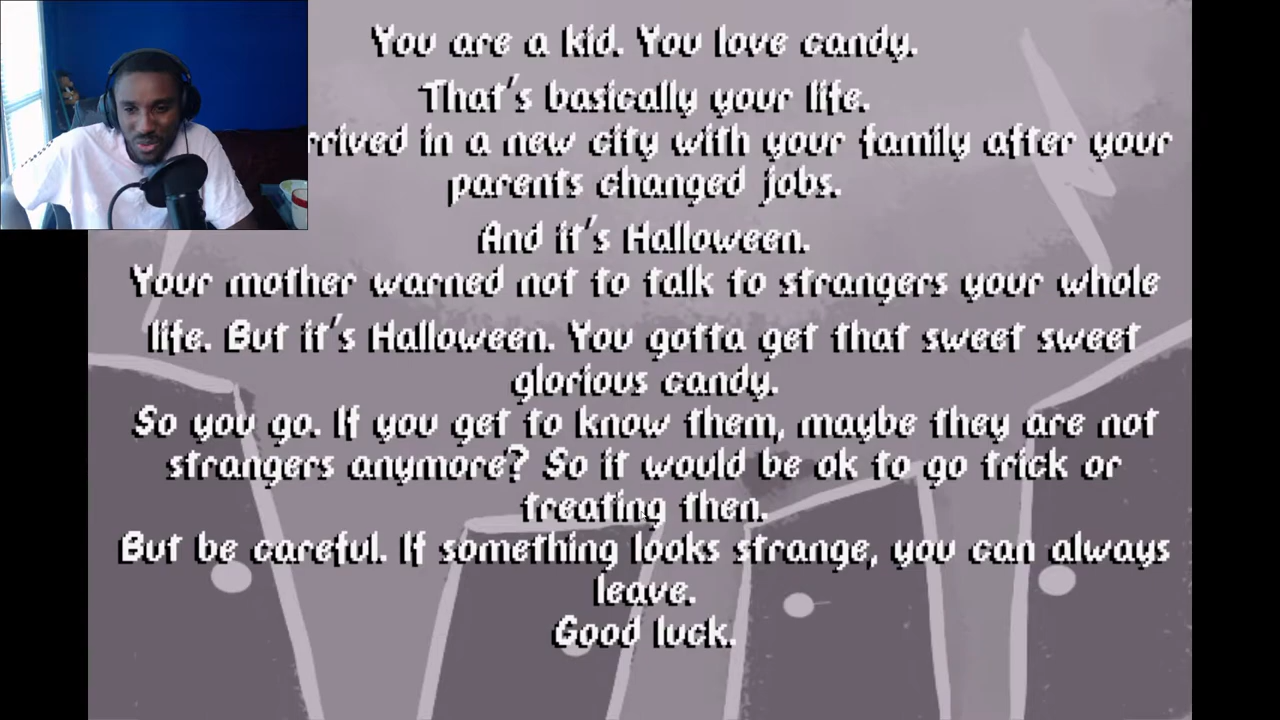 You are a kid. You love candy.
That's basically your life.
in a new city with your family after your
parents changed jobs.
And it's Halloween.
Your mother warned not to talk to strangers your whole
life. But it's Halloween. You gotta get that sweet sweet
glorious candy.
So you go. If you get to know them, maybe they are not
strangers anymore? So it would be ok to go trick or
treating then.
But be careful. If something looks strange, you can always
leave.
Good luck.